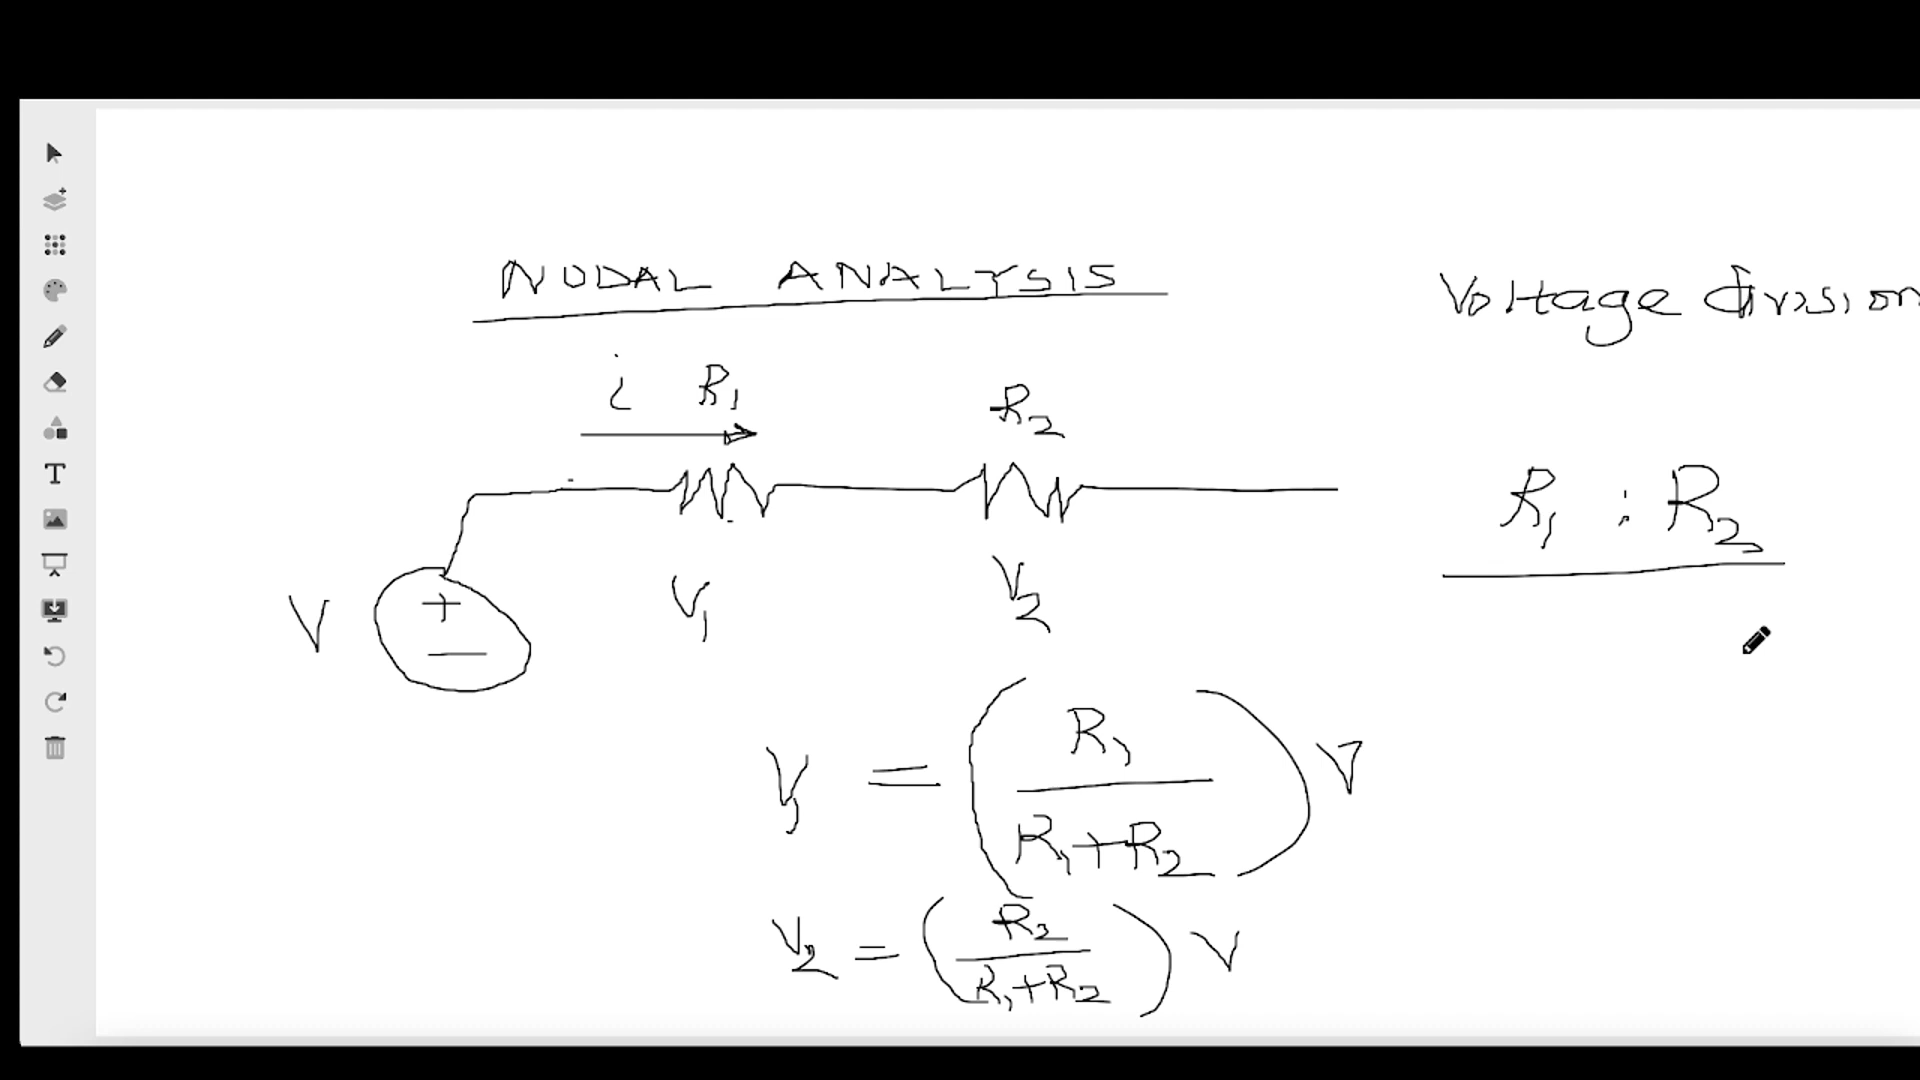 NODAL ANALYSIS
Voltage division
i R₁
R₂
R₁ : R₂
V + −
V₁
V₂
V₁ = (R₁ / (R₁+R₂)) V
V₂ = (R₂ / (R₁+R₂)) V
T